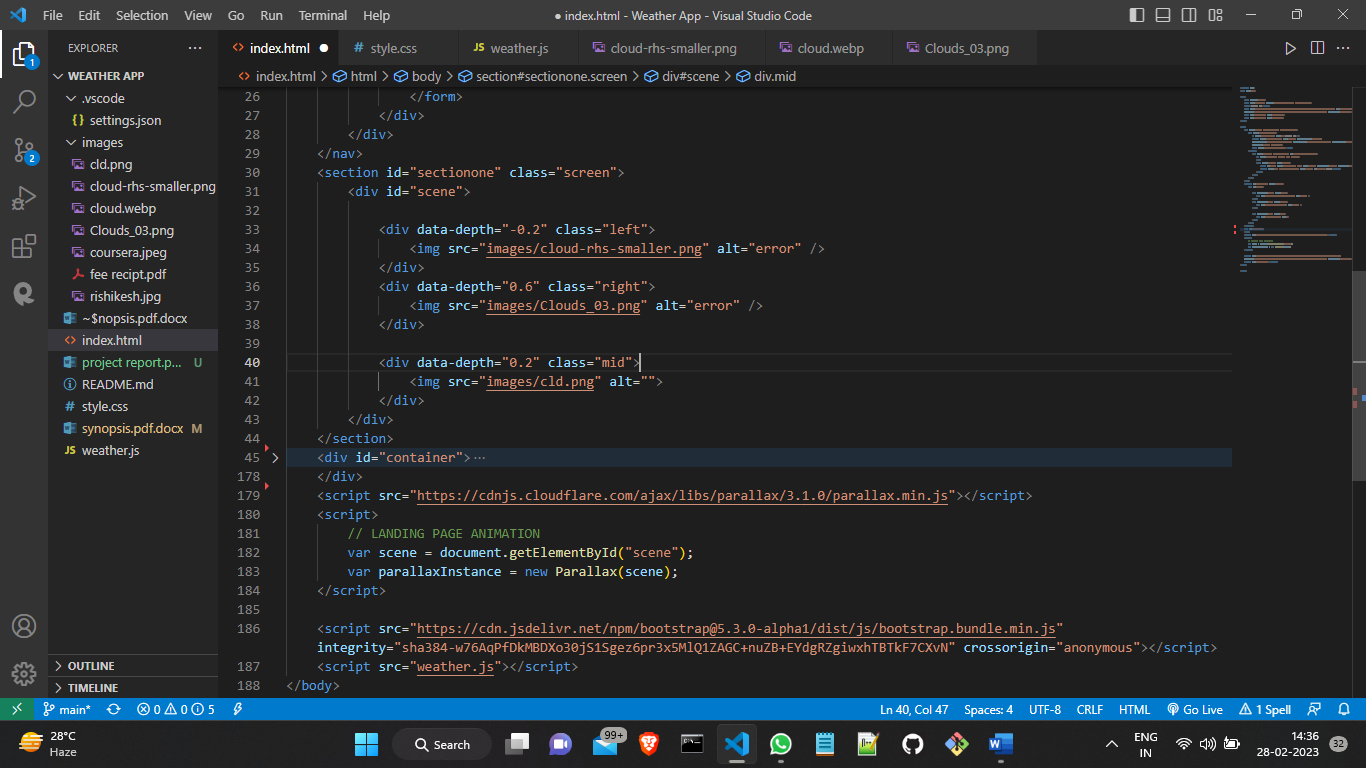 File Edit Selection View Go Run Terminal Help
● index.html - Weather App - Visual Studio Code
EXPLORER
index.html
style.css
weather.js
cloud-rhs-smaller.png
cloud.webp
Clouds_03.png
index.html > html > body > section#sectionone.screen > div#scene > div.mid
WEATHER APP
.vscode
settings.json
images
cld.png
cloud-rhs-smaller.png
cloud.webp
Clouds_03.png
coursera.jpeg
fee recipt.pdf
rishikesh.jpg
~$nopsis.pdf.docx
index.html
project report.p... U
README.md
style.css
synopsis.pdf.docx M
weather.js
OUTLINE
TIMELINE
1
2
26 </form>
27 </div>
28 </div>
29 </nav>
30 <section id="sectionone" class="screen">
31 <div id="scene">
32
33 <div data-depth="-0.2" class="left">
34 <img src="images/cloud-rhs-smaller.png" alt="error" />
35 </div>
36 <div data-depth="0.6" class="right">
37 <img src="images/Clouds_03.png" alt="error" />
38 </div>
39
40 <div data-depth="0.2" class="mid">
41 <img src="images/cld.png" alt="">
42 </div>
43 </div>
44 </section>
45 <div id="container"> ⋯
178 </div>
179 <script src="https://cdnjs.cloudflare.com/ajax/libs/parallax/3.1.0/parallax.min.js"></script>
180 <script>
181 // LANDING PAGE ANIMATION
182 var scene = document.getElementById("scene");
183 var parallaxInstance = new Parallax(scene);
184 </script>
185
186 <script src="https://cdn.jsdelivr.net/npm/bootstrap@5.3.0-alpha1/dist/js/bootstrap.bundle.min.js"
integrity="sha384-w76AqPfDkMBDXo30jS1Sgez6pr3x5MlQ1ZAGC+nuZB+EYdgRZgiwxhTBTkF7CXvN" crossorigin="anonymous"></script>
187 <script src="weather.js"></script>
188 </body>
main* 0 0 5
Ln 40, Col 47 Spaces: 4 UTF-8 CRLF HTML Go Live 1 Spell
28°C
Haze
Search
99+
ENG
IN
14:36
28-02-2023
32